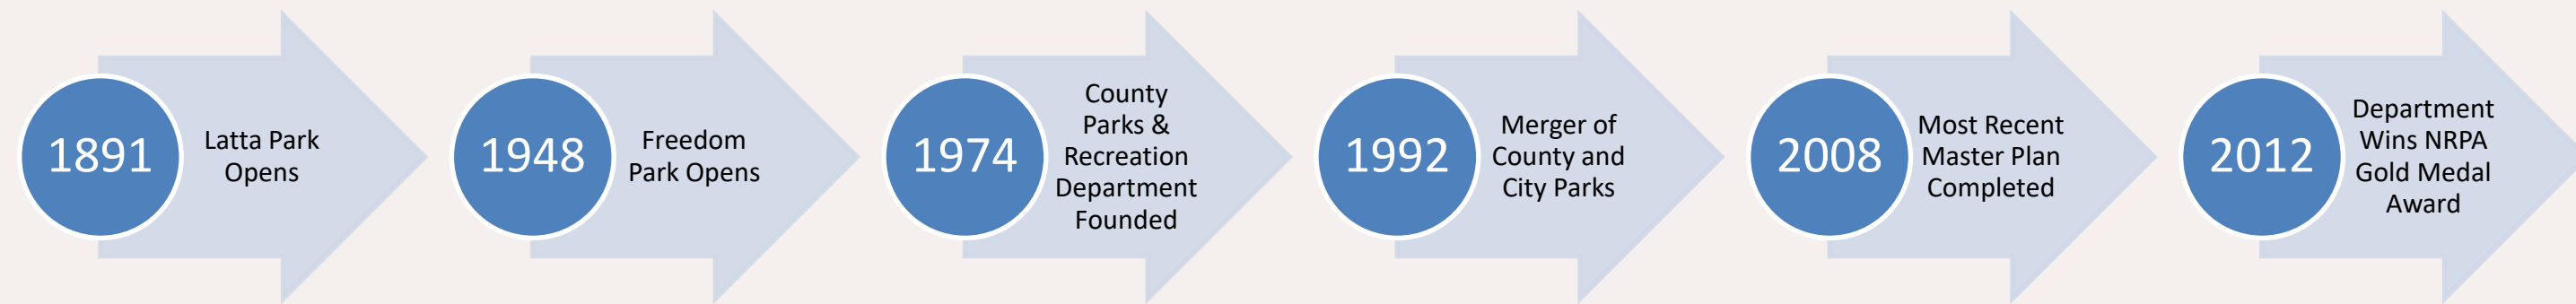 1891
Latta Park
Opens
1948
Freedom
Park Opens
1974
County
Parks &
Recreation
Department
Founded
1992
Merger of
County and
City Parks
2008
Most Recent
Master Plan
Completed
2012
Department
Wins NRPA
Gold Medal
Award